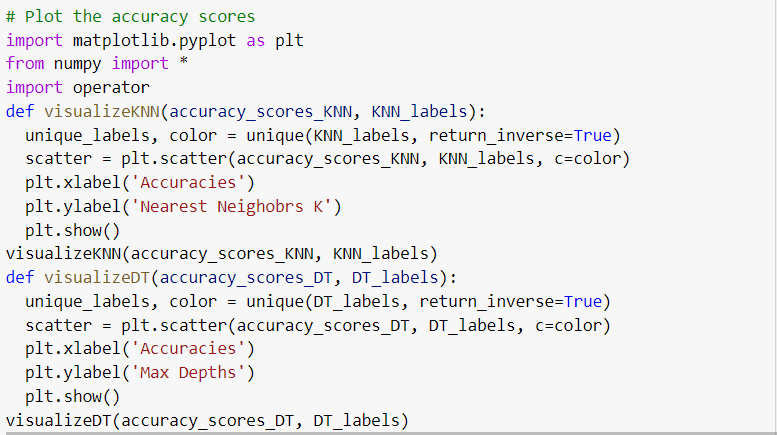 # Plot the accuracy scores
import matplotlib.pyplot as plt
from numpy import *
import operator
def visualizeKNN(accuracy_scores_KNN, KNN_labels):
  unique_labels, color = unique(KNN_labels, return_inverse=True)
  scatter = plt.scatter(accuracy_scores_KNN, KNN_labels, c=color)
  plt.xlabel('Accuracies')
  plt.ylabel('Nearest Neighobrs K')
  plt.show()
visualizeKNN(accuracy_scores_KNN, KNN_labels)
def visualizeDT(accuracy_scores_DT, DT_labels):
  unique_labels, color = unique(DT_labels, return_inverse=True)
  scatter = plt.scatter(accuracy_scores_DT, DT_labels, c=color)
  plt.xlabel('Accuracies')
  plt.ylabel('Max Depths')
  plt.show()
visualizeDT(accuracy_scores_DT, DT_labels)